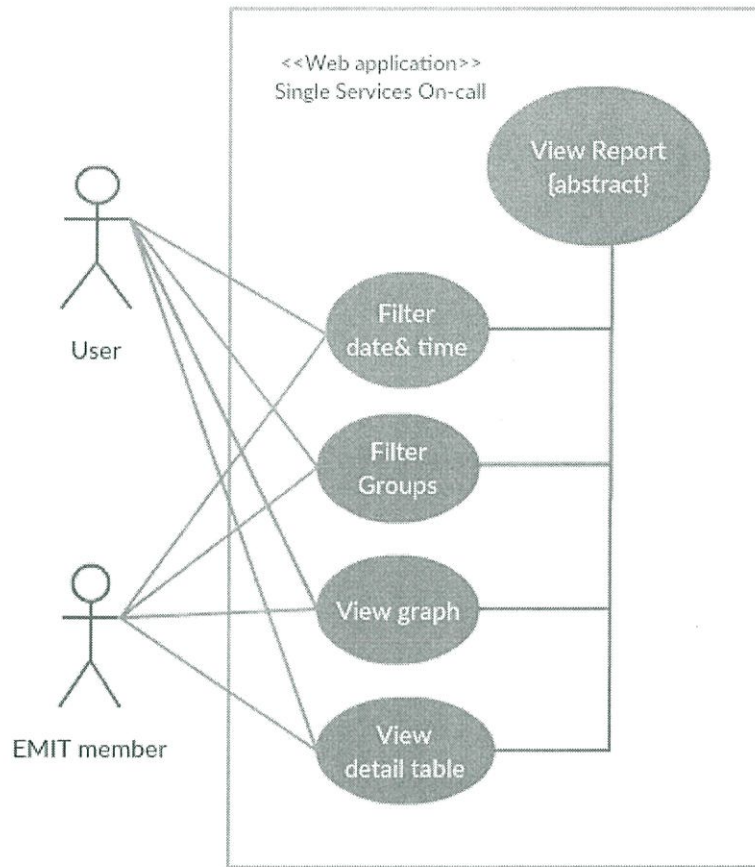 <<Web application>>
Single Services On-call
View Report
{abstract}
User
Filter
date& time
Filter
Groups
View graph
EMIT member
View
detail table